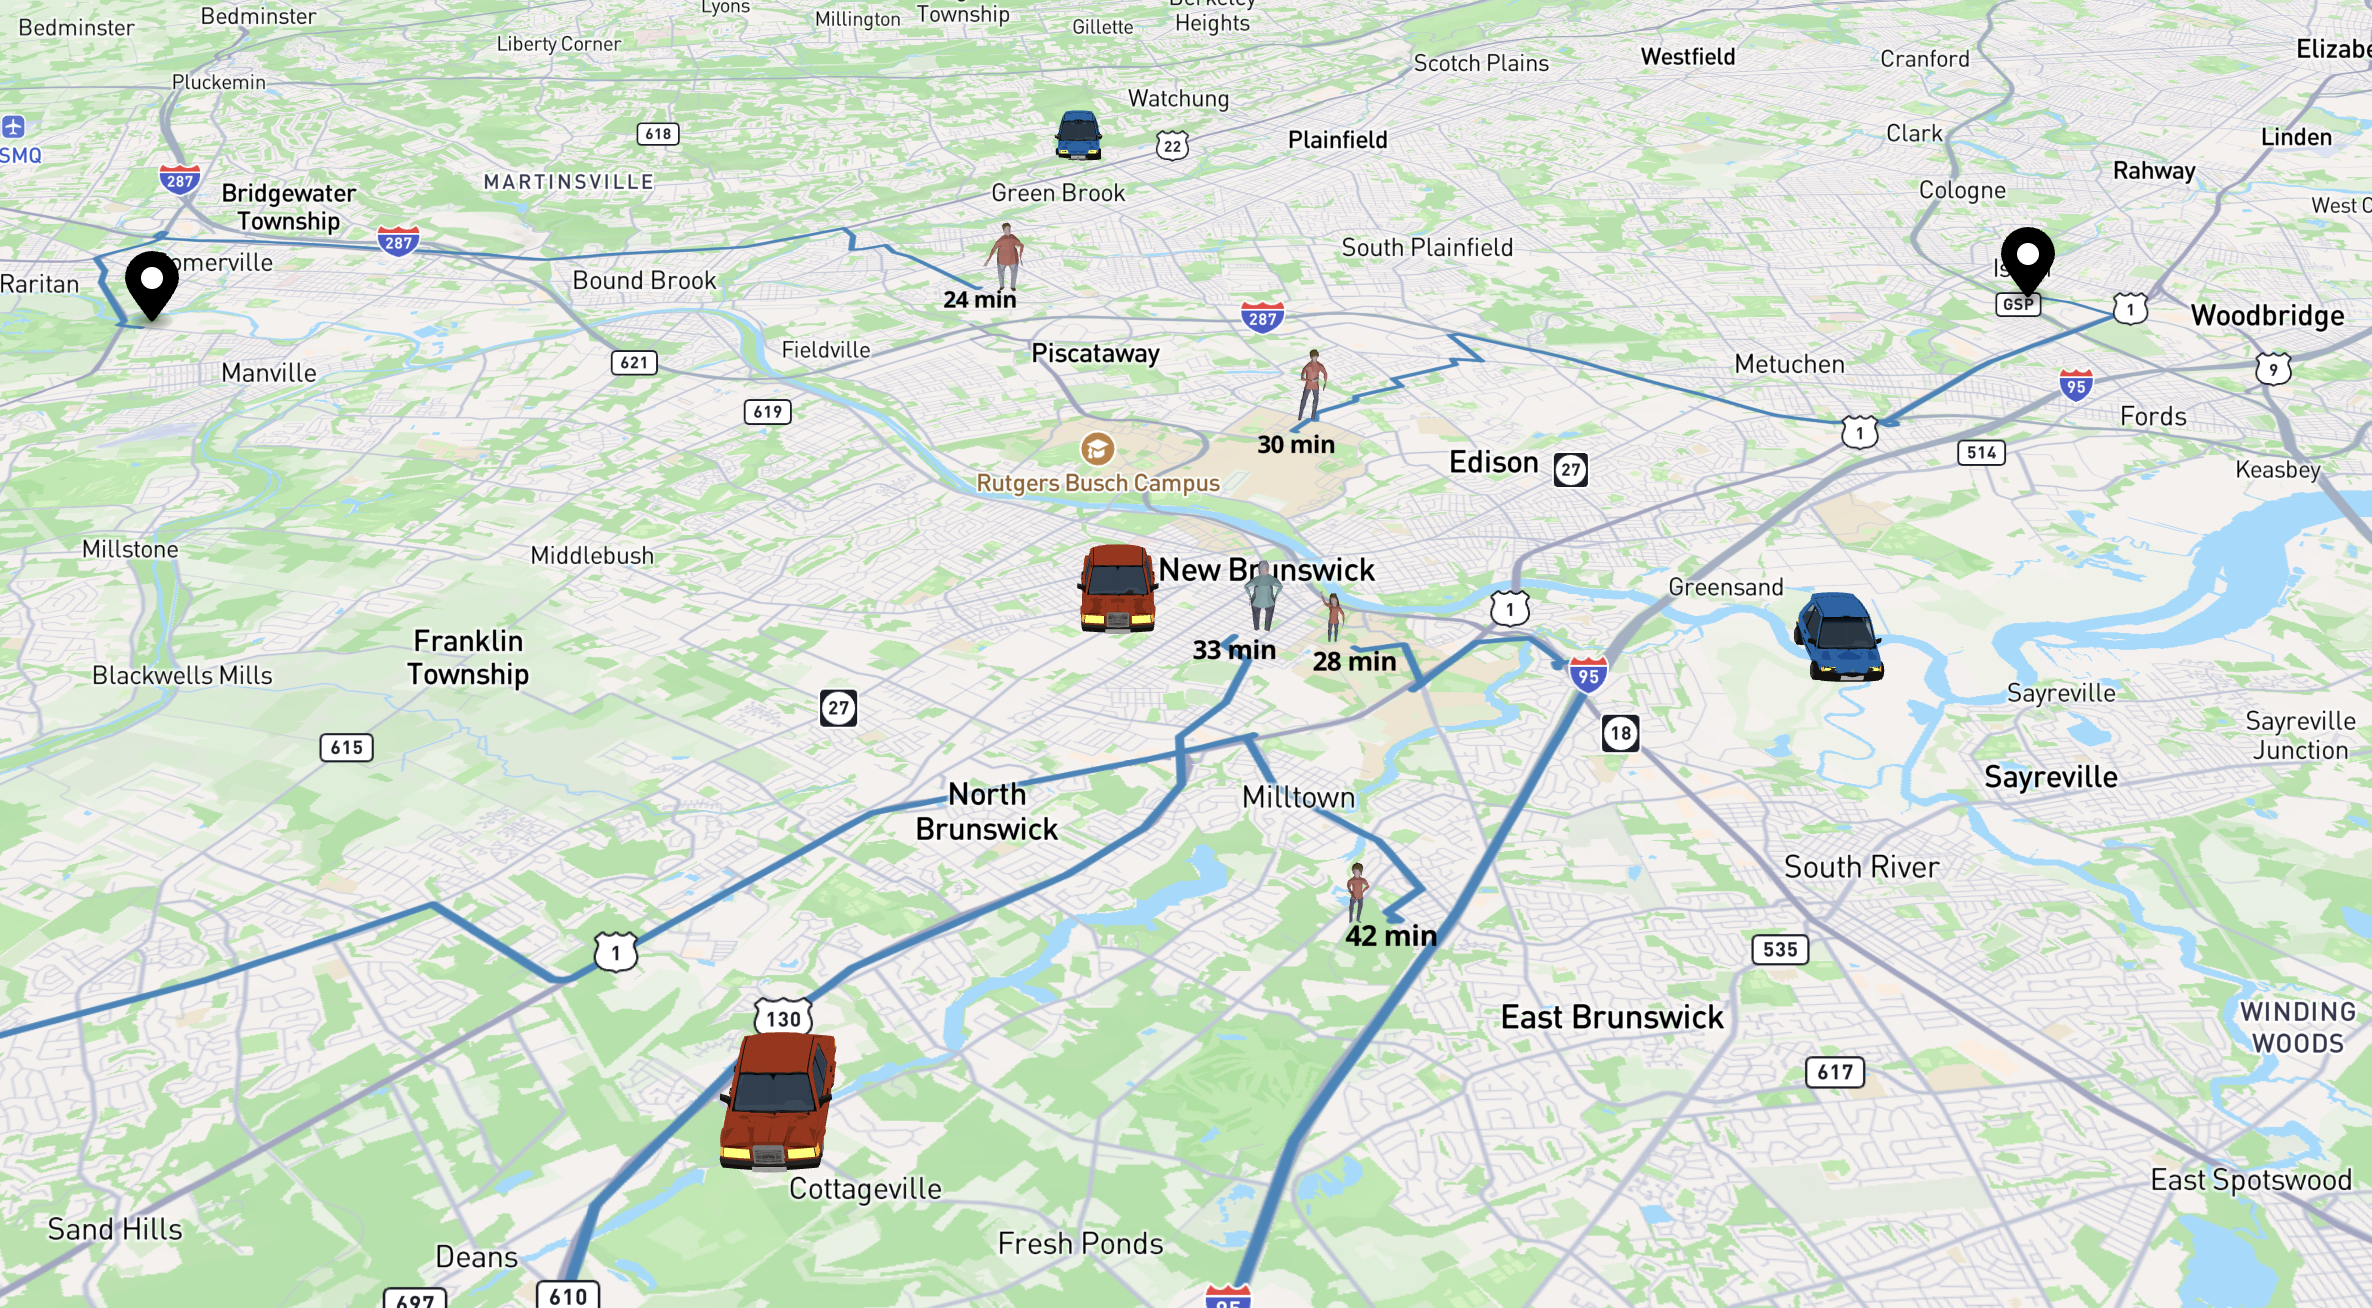 Lyons
Bedminster
Bedminster
Millington
Township
Gillette
Berkeley
Heights
Liberty Corner
Scotch Plains
Westfield
Cranford
Elizabe
Pluckemin
Watchung
SMQ
618
22
Plainfield
Clark
Linden
287
MARTINSVILLE
Rahway
Bridgewater
Township
Green Brook
Cologne
West C
287
South Plainfield
omerville
Raritan
Bound Brook
24 min
GSP
1
Woodbridge
287
Fieldville
Piscataway
621
Manville
Metuchen
9
95
619
Fords
1
30 min
Edison
27
514
Keasbey
Rutgers Busch Campus
Millstone
Middlebush
New Brunswick
Greensand
1
Franklin
Township
33 min
28 min
Blackwells Mills
95
Sayreville
27
615
18
Sayreville
Junction
Sayreville
North
Brunswick
Milltown
South River
42 min
1
535
130
East Brunswick
WINDING
WOODS
617
Cottageville
East Spotswood
Sand Hills
Deans
Fresh Ponds
697
610
95